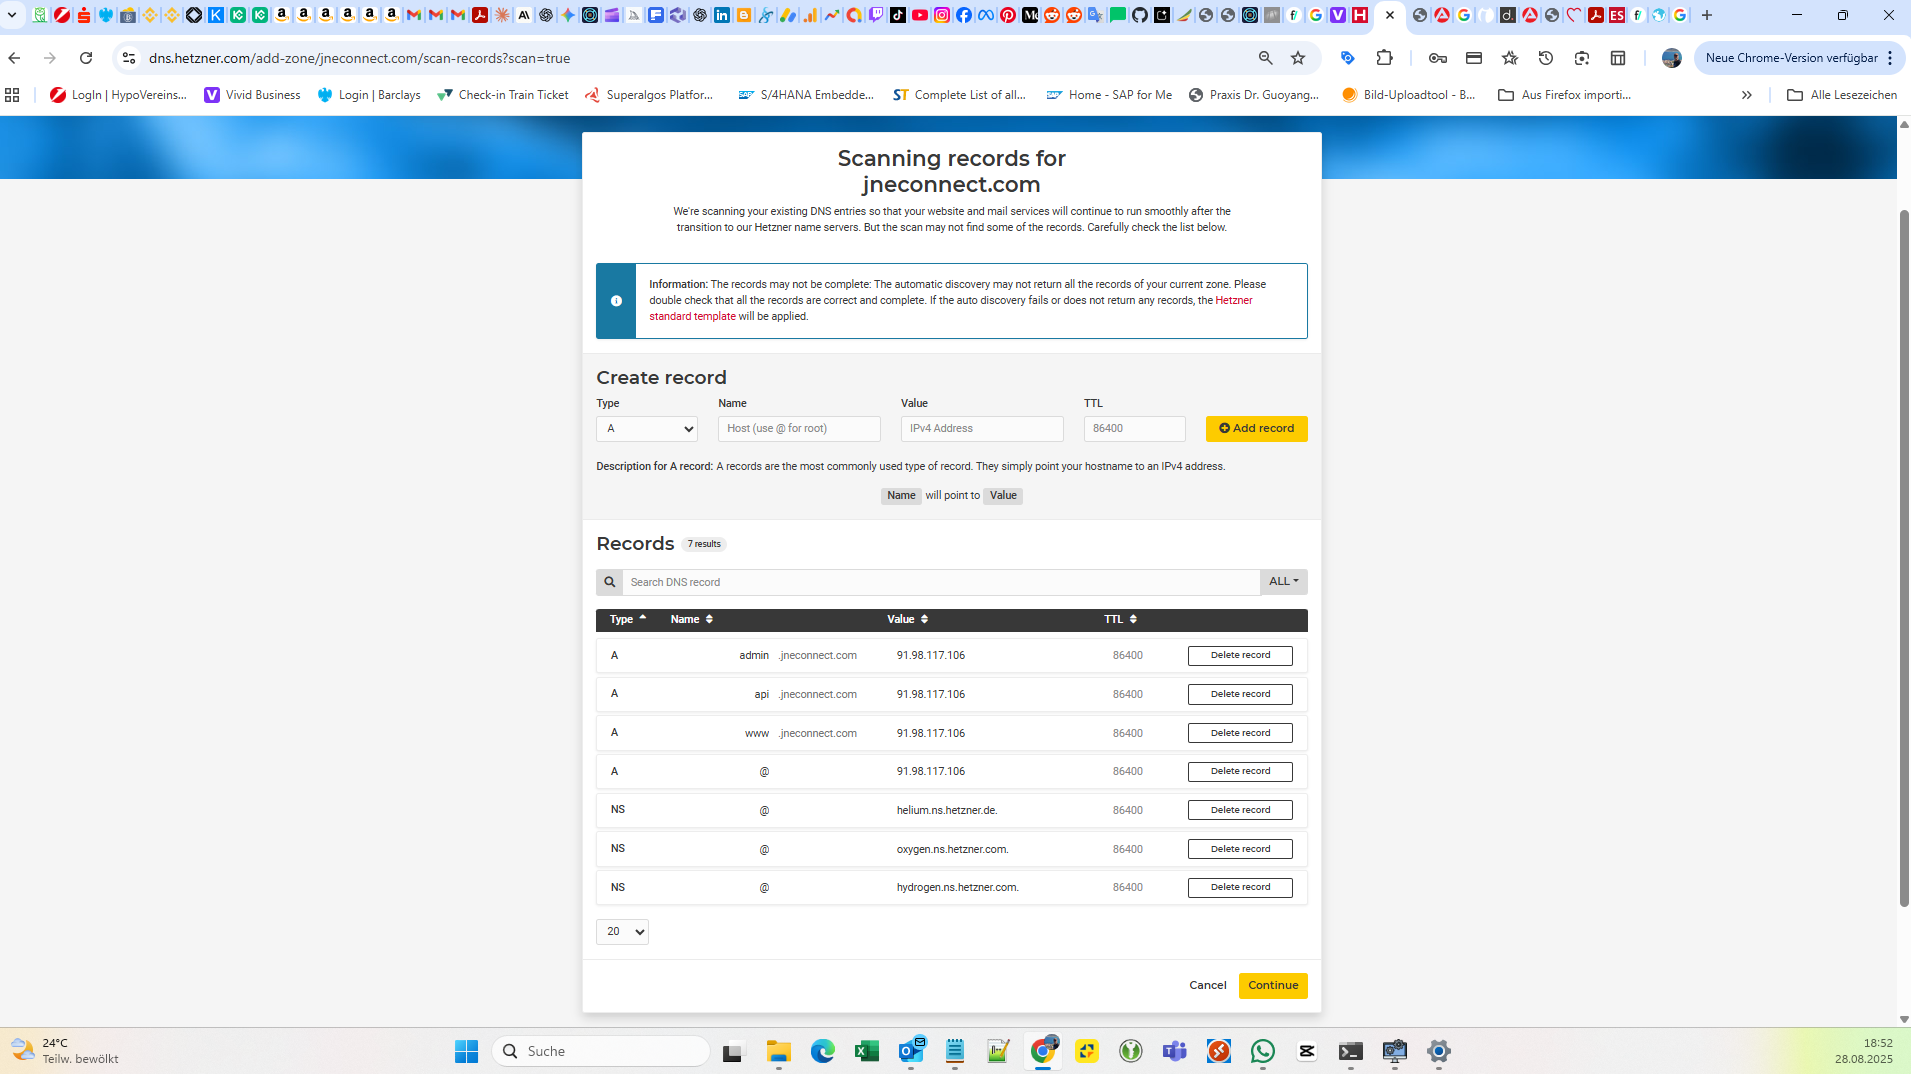 dns.hetzner.com/add-zone/jneconnect.com/scan-records?scan=true
Neue Chrome-Version verfügbar
LogIn | HypoVereins...
Vivid Business
Login | Barclays
Check-in Train Ticket
Superalgos Platfor...
S/4HANA Embedde...
Complete List of all...
Home - SAP for Me
Praxis Dr. Guoyang...
Bild-Uploadtool - B...
Aus Firefox importi...
»
Alle Lesezeichen
Scanning records for
jneconnect.com
We're scanning your existing DNS entries so that your website and mail services will continue to run smoothly after the
transition to our Hetzner name servers. But the scan may not find some of the records. Carefully check the list below.
Information: The records may not be complete: The automatic discovery may not return all the records of your current zone. Please
double check that all the records are correct and complete. If the auto discovery fails or does not return any records, the Hetzner
standard template will be applied.
Create record
Type Name Value TTL
A Host (use @ for root) IPv4 Address 86400 Add record
Description for A record: A records are the most commonly used type of record. They simply point your hostname to an IPv4 address.
Name will point to Value
Records 7 results
Search DNS record ALL
Type Name Value TTL
A admin .jneconnect.com 91.98.117.106 86400 Delete record
A api .jneconnect.com 91.98.117.106 86400 Delete record
A www .jneconnect.com 91.98.117.106 86400 Delete record
A @ 91.98.117.106 86400 Delete record
NS @ helium.ns.hetzner.de. 86400 Delete record
NS @ oxygen.ns.hetzner.com. 86400 Delete record
NS @ hydrogen.ns.hetzner.com. 86400 Delete record
20
Cancel Continue
24°C
Teilw. bewölkt
Suche
18:52
28.08.2025